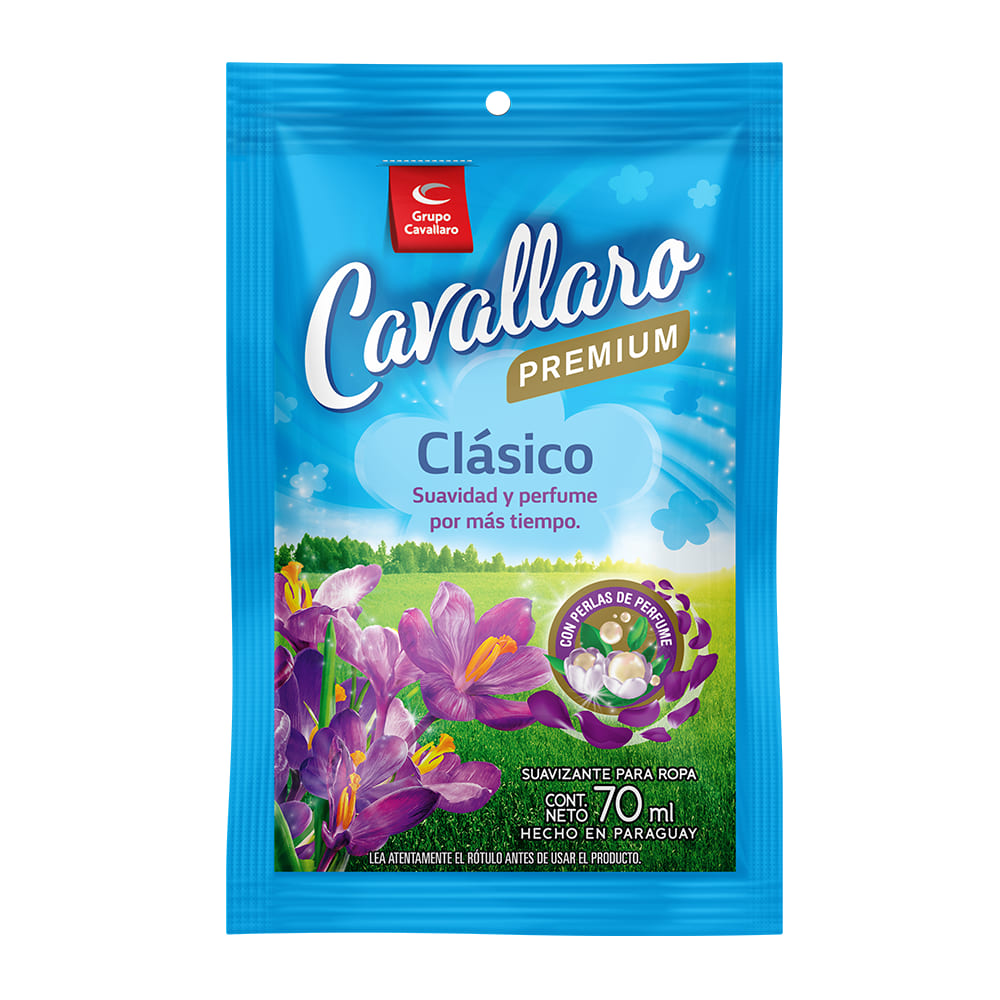 Grupo
Cavallaro
Cavallaro
PREMIUM
Clásico
Suavidad y perfume
por más tiempo.
CON PERLAS DE PERFUME
SUAVIZANTE PARA ROPA
CONT. NETO 70 ml
HECHO EN PARAGUAY
LEA ATENTAMENTE EL RÓTULO ANTES DE USAR EL PRODUCTO.